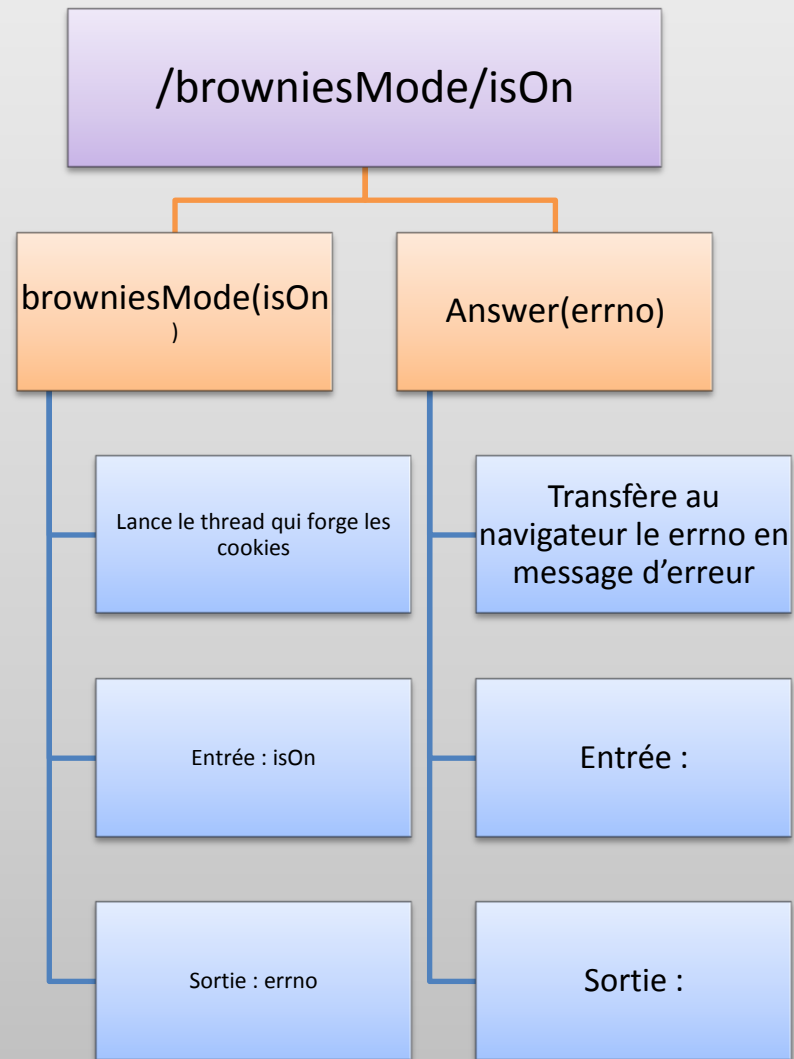 /browniesMode/isOn
browniesMode(isOn
)
Answer(errno)
Lance le thread qui forge les
cookies
Transfère au
navigateur le errno en
message d’erreur
Entrée : isOn
Entrée :
Sortie : errno
Sortie :